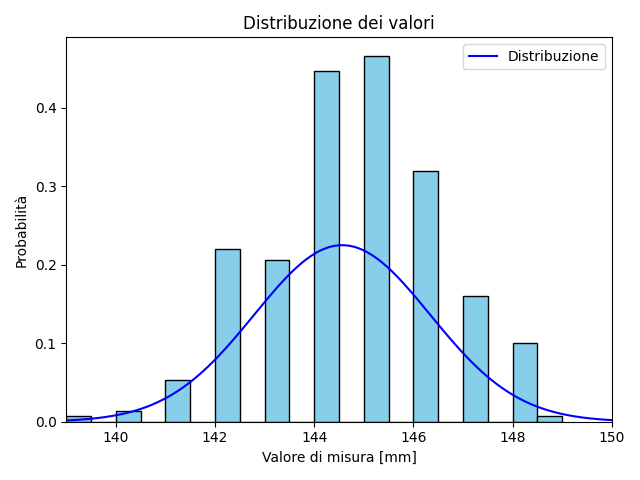 Distribuzione dei valori
Distribuzione
Probabilità
0.4
0.3
0.2
0.1
0.0
140 142 144 146 148 150
Valore di misura [mm]